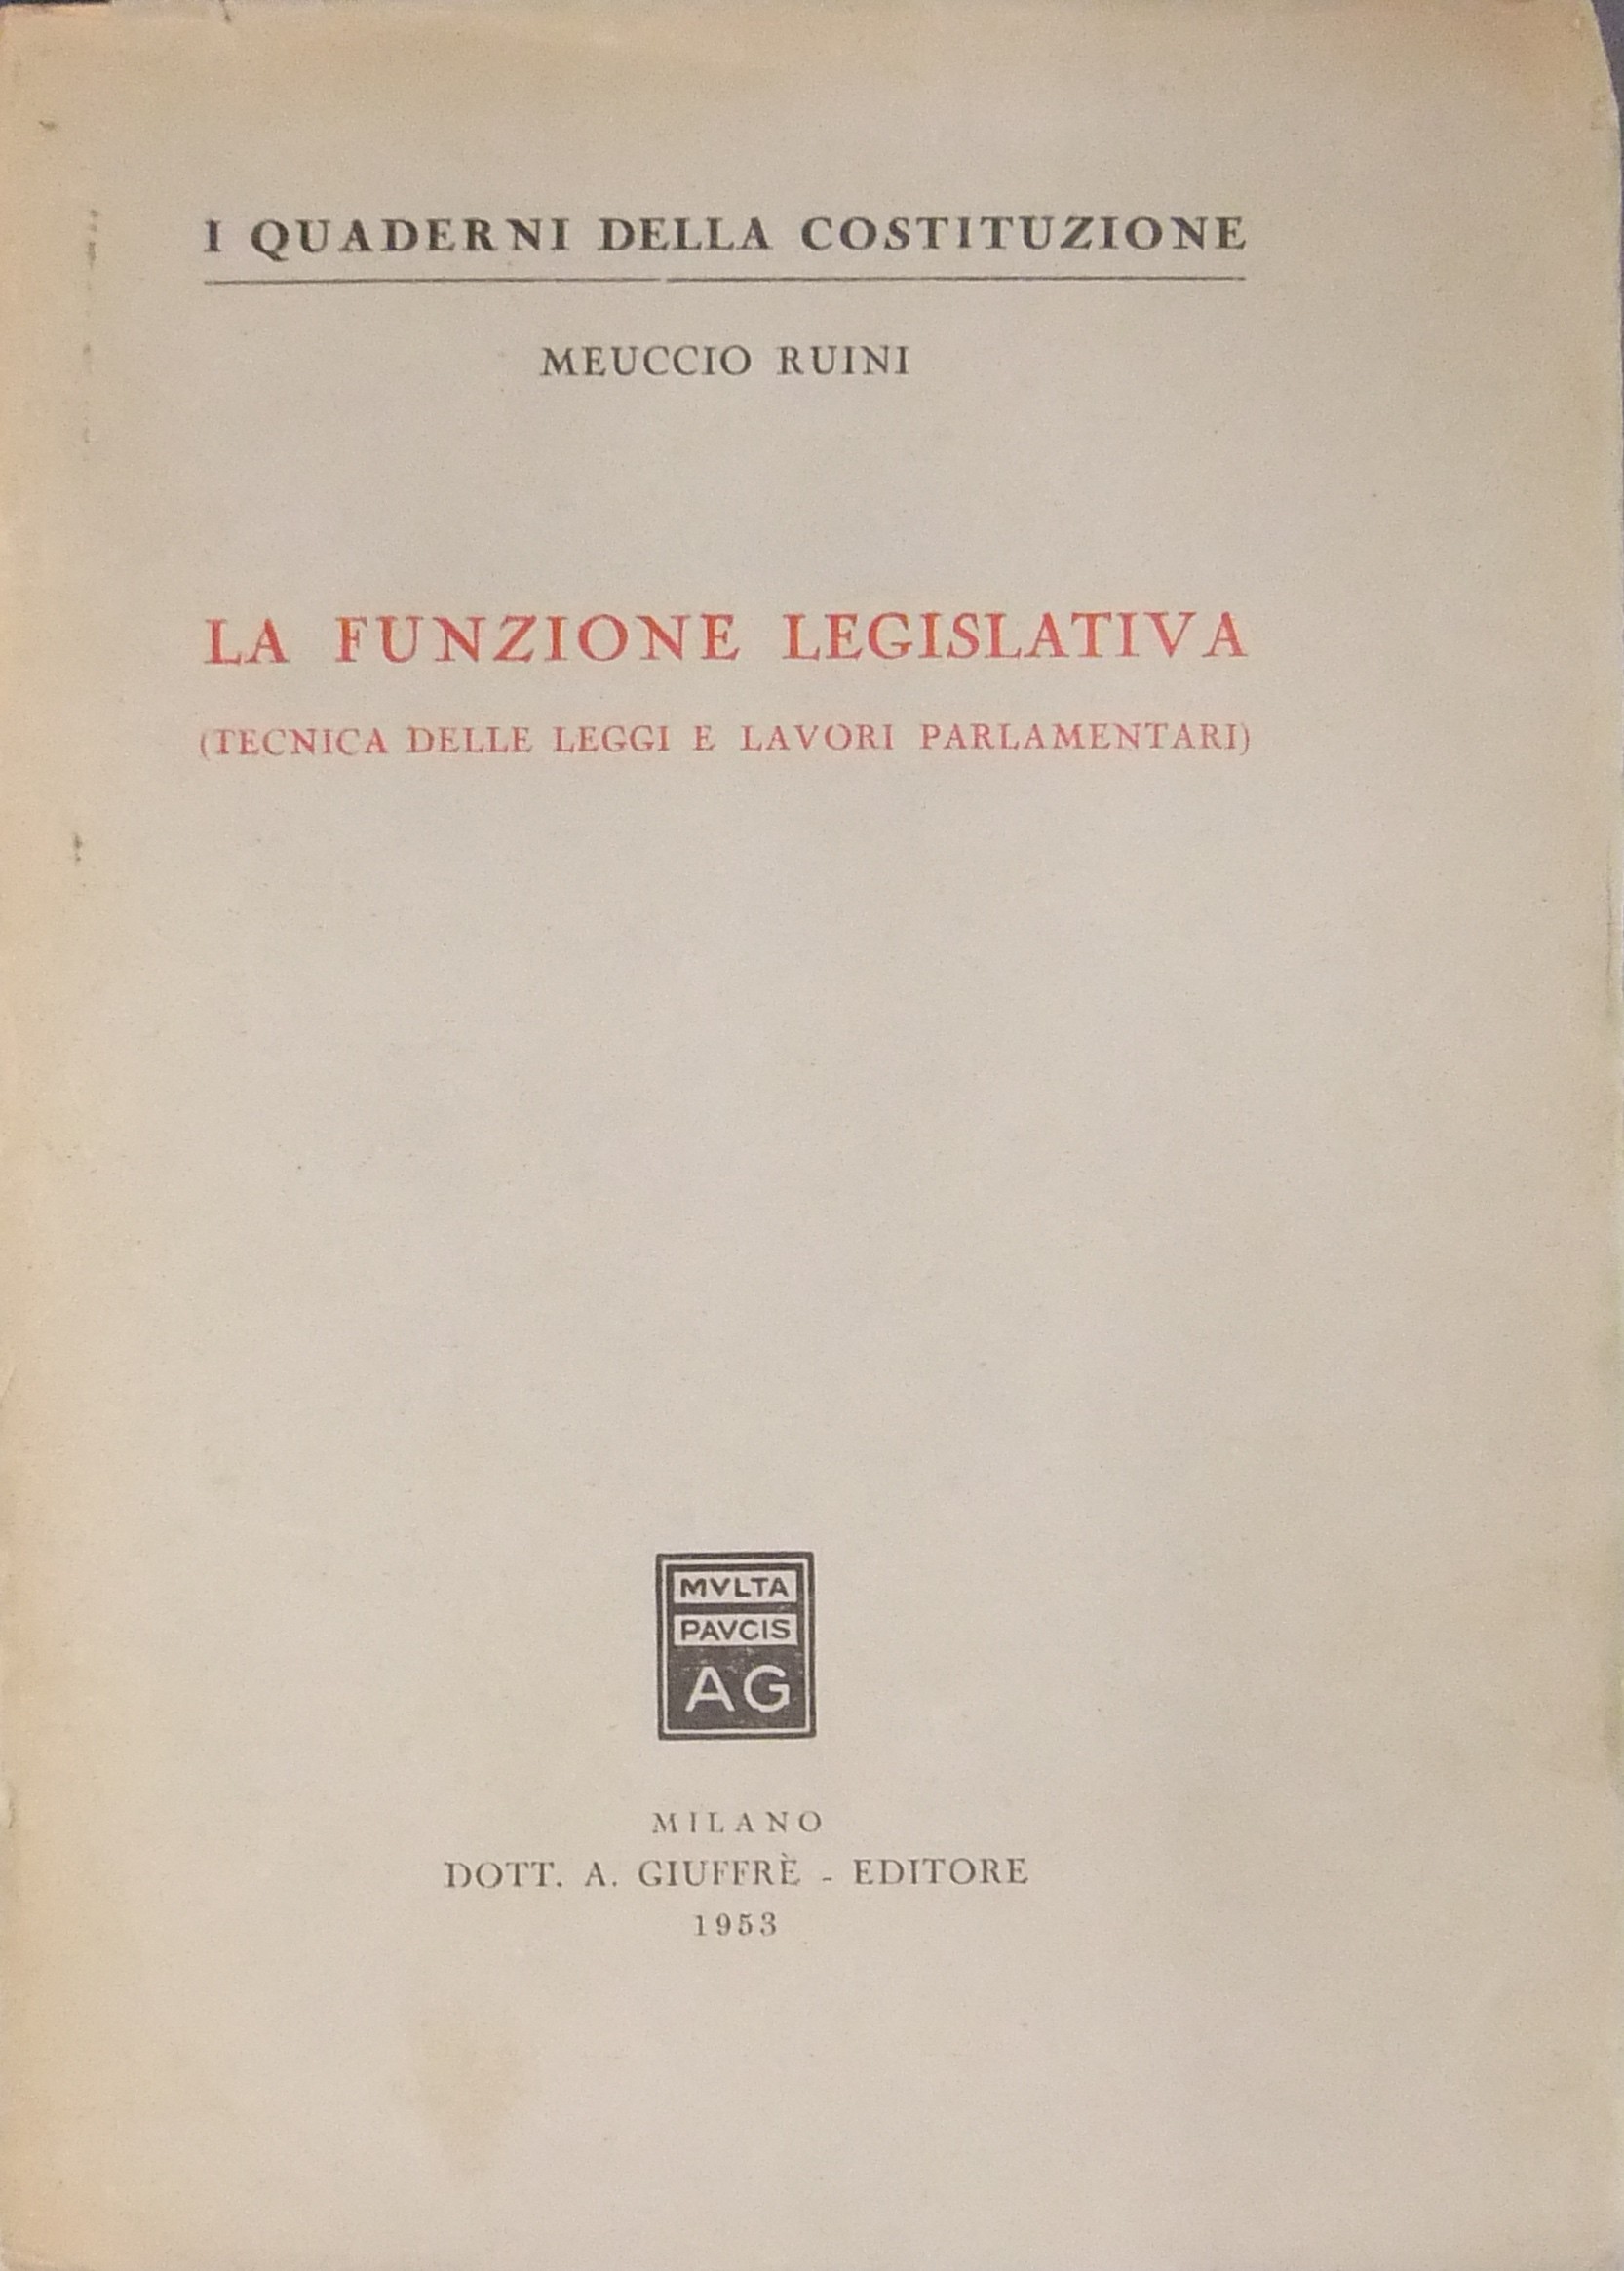 I QUADERNI DELLA COSTITUZIONE
MEUCCIO RUINI
LA FUNZIONE LEGISLATIVA
(TECNICA DELLE LEGGI E LAVORI PARLAMENTARI)
MVLTA
PAVCIS
AG
MILANO
DOTT. A. GIUFFRÈ - EDITORE
1953